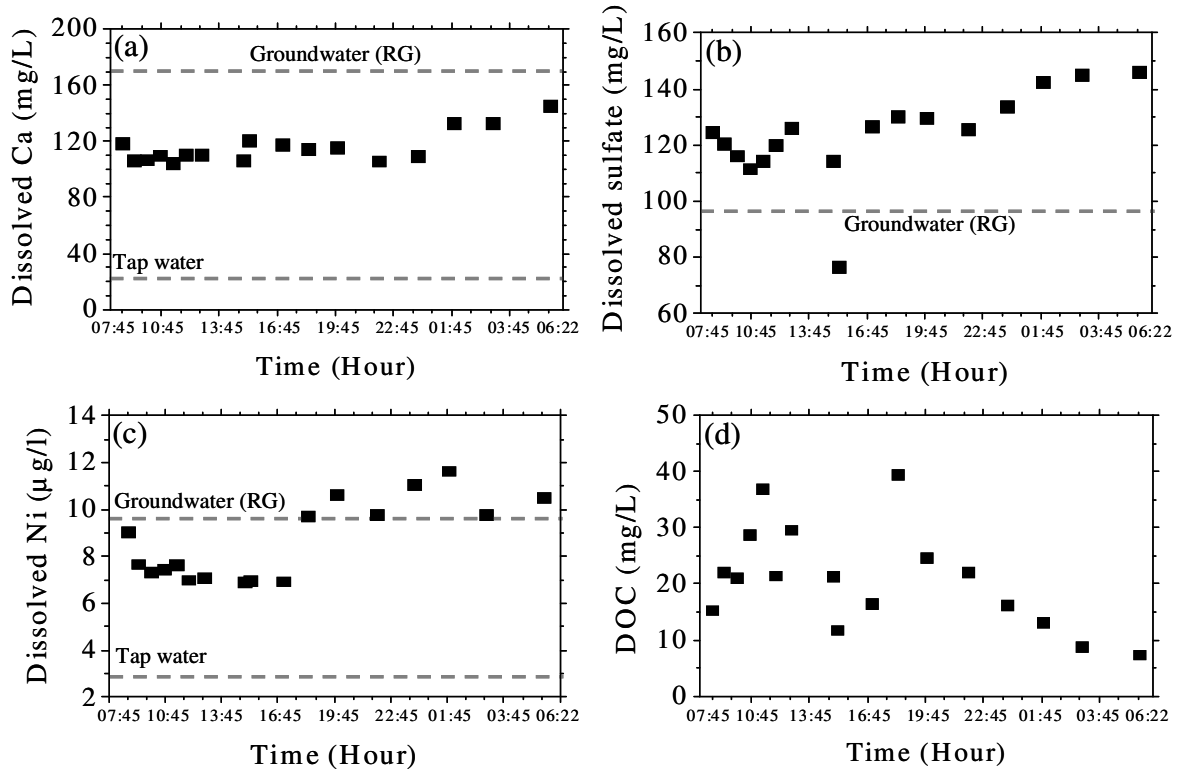 (a)
Groundwater (RG)
Tap water
Dissolved Ca (mg/L)
200
160
120
80
40
0
07:45 10:45 13:45 16:45 19:45 22:45 01:45 03:45 06:22
Time (Hour)
(b)
Groundwater (RG)
Dissolved sulfate (mg/L)
160
140
120
100
80
60
07:45 10:45 13:45 16:45 19:45 22:45 01:45 03:45 06:22
Time (Hour)
(c)
Groundwater (RG)
Tap water
Dissolved Ni (µg/l)
14
12
10
8
6
4
2
07:45 10:45 13:45 16:45 19:45 22:45 01:45 03:45 06:22
Time (Hour)
(d)
DOC (mg/L)
50
40
30
20
10
0
07:45 10:45 13:45 16:45 19:45 22:45 01:45 03:45 06:22
Time (Hour)